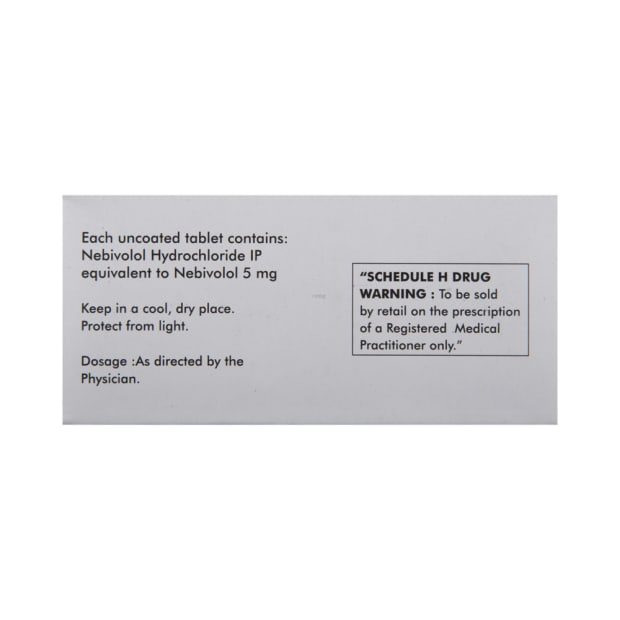 Each uncoated tablet contains:
Nebivolol Hydrochloride IP
equivalent to Nebivolol 5 mg
Keep in a cool, dry place.
Protect from light.
Dosage :As directed by the
Physician.
“SCHEDULE H DRUG
WARNING : To be sold
by retail on the prescription
of a Registered Medical
Practitioner only.”